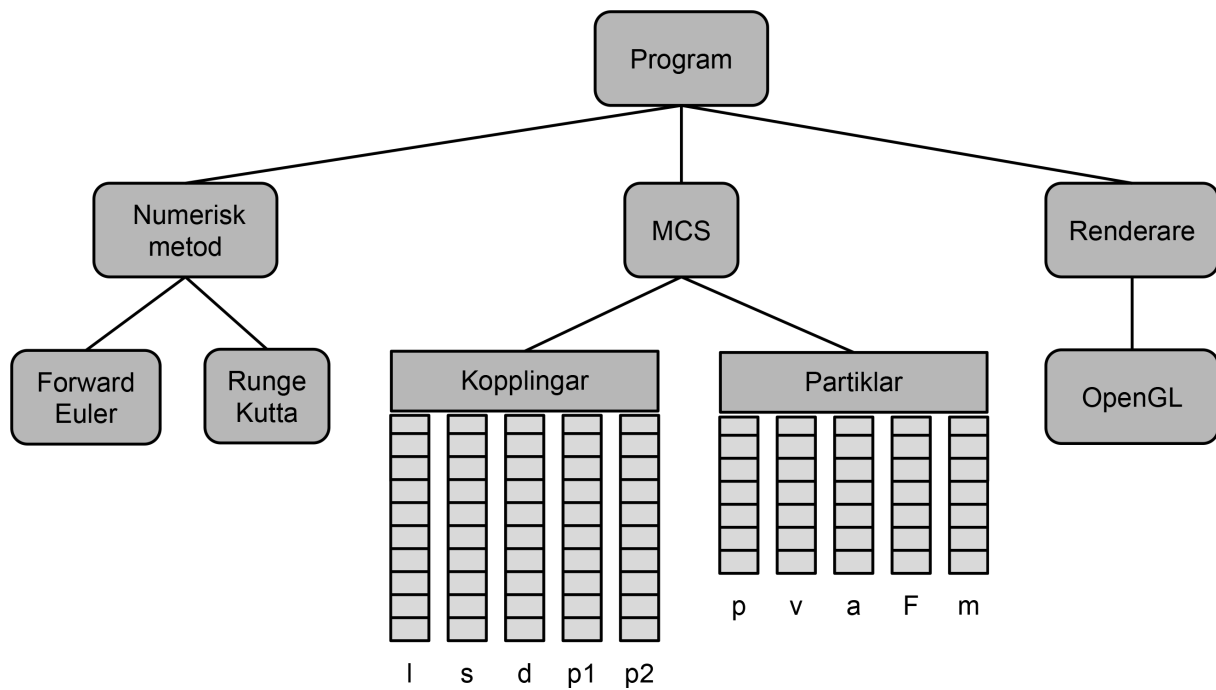 Program
Numerisk
metod
MCS
Renderare
Forward
Euler
Runge
Kutta
Kopplingar
Partiklar
OpenGL
p v a F m
l s d p1 p2